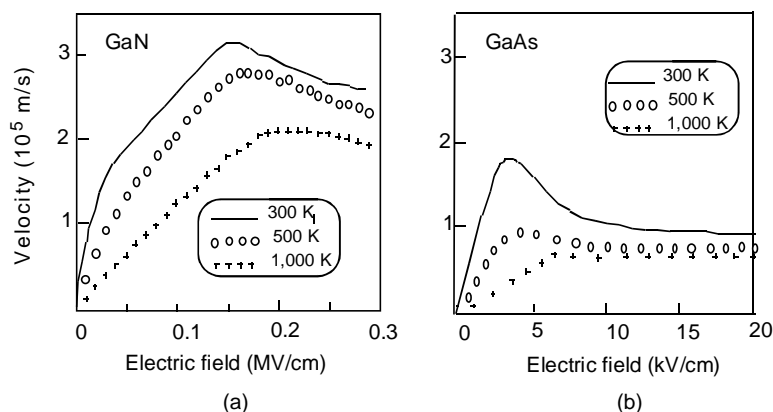 GaN
3
2
1
Velocity (10⁵ m/s)
300 K
500 K
1,000 K
0
0.1
0.2
0.3
Electric field (MV/cm)
(a)
GaAs
3
2
1
0
300 K
500 K
1,000 K
0
5
10
15
20
Electric field (kV/cm)
(b)